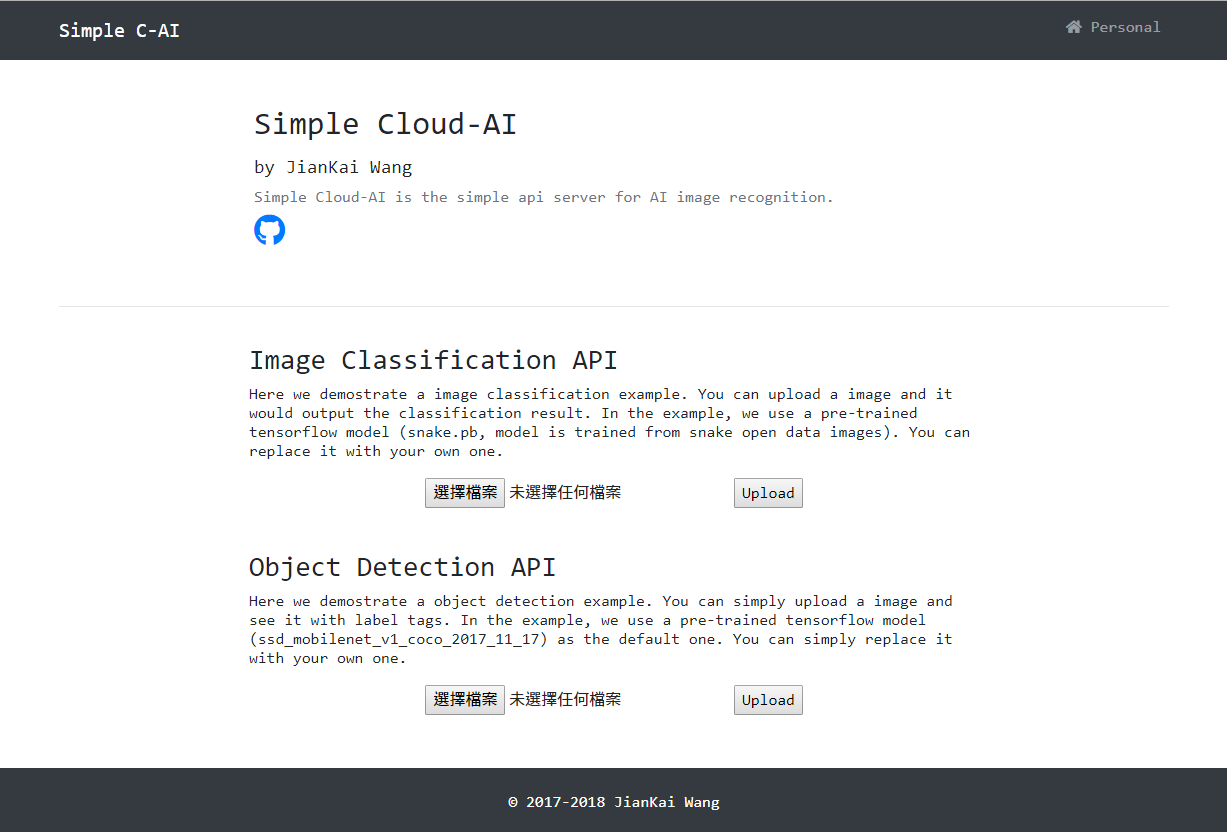 Simple C-AI
Personal
Simple Cloud-AI
by JianKai Wang
Simple Cloud-AI is the simple api server for AI image recognition.
Image Classification API
Here we demostrate a image classification example. You can upload a image and it
would output the classification result. In the example, we use a pre-trained
tensorflow model (snake.pb, model is trained from snake open data images). You can
replace it with your own one.
選擇檔案 未選擇任何檔案 Upload
Object Detection API
Here we demostrate a object detection example. You can simply upload a image and
see it with label tags. In the example, we use a pre-trained tensorflow model
(ssd_mobilenet_v1_coco_2017_11_17) as the default one. You can simply replace it
with your own one.
選擇檔案 未選擇任何檔案 Upload
© 2017-2018 JianKai Wang